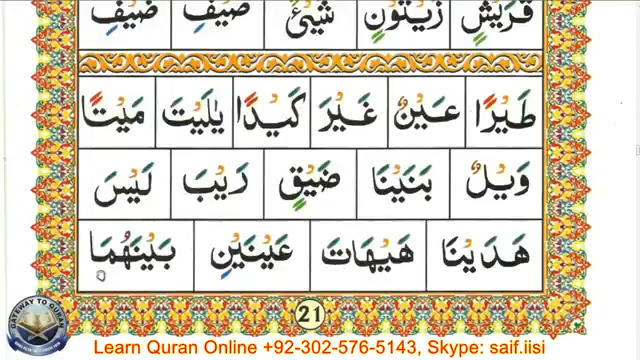 قُرَيْشٍ زَيْتُوْنٍ شَيْئٌ صَيْفِ ضَيْفِ
طَيْرًا عَيْنٌ غَيْرَ كَيْدًا يٰلَيْتَ مَيْتًا
وَيْلٌ بَنَيْنَا ضَيْقٍ رَيْبَ لَيْسَ
هَدَيْنَا هَيْهَاتَ عَيْنَيْنِ بَيْنَهُمَا
21
GATEWAY TO QURAN
Learn Quran Online +92-302-576-5143, Skype: saif.iisi